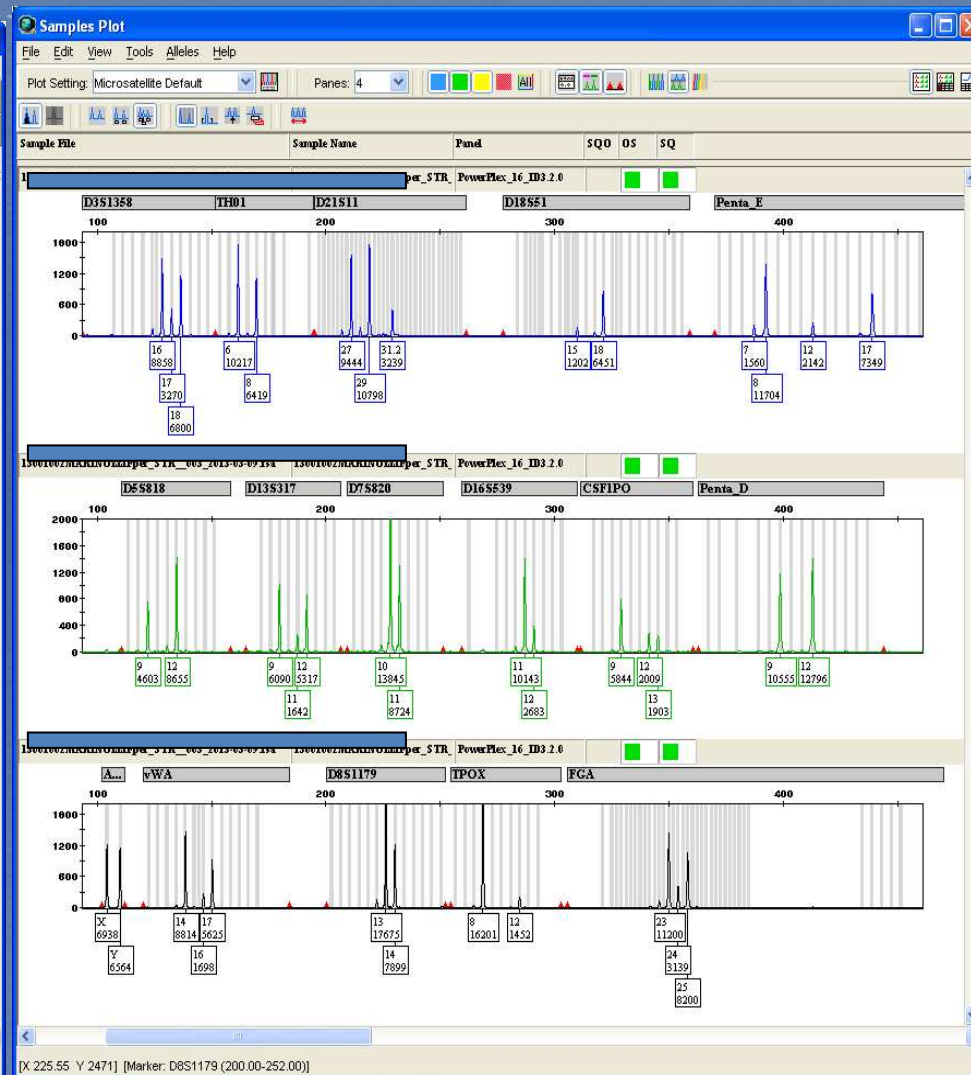 Samples Plot
File Edit View Tools Alleles Help
Plot Setting: Microsatellite Default Panes: 4 All
Sample File Sample Name Panel SQO OS SQ
per_STR_ PowerPlex_16_ID3.2.0
D3S1358 TH01 D21S11 D18S51 Penta_E
100 200 300 400
1800
1200
600
0
16 6 27 31.2 15 18 7 12 17
8858 10217 9444 3239 1202 6451 1560 2142 7349
17 8 29 8
3270 6419 10798 11704
18
6800
per_STR_ PowerPlex_16_ID3.2.0
D5S818 D13S317 D7S820 D16S539 CSF1PO Penta_D
100 200 300 400
2000
1600
1200
800
400
0
9 12 9 12 10 11 9 12 9 12
4603 8655 6090 5317 13845 10143 5844 2009 10555 12796
11 11 12 13
1642 8724 2683 1903
per_STR_ PowerPlex_16_ID3.2.0
A... vWA D8S1179 TPOX FGA
100 200 300 400
1800
1200
600
0
X 14 17 13 8 12 23
6938 8814 5625 17675 16201 1452 11200
Y 16 14 24
6564 1698 7899 3139
25
8200
[X 225.55 Y 2471] [Marker: D8S1179 (200.00-252.00)]